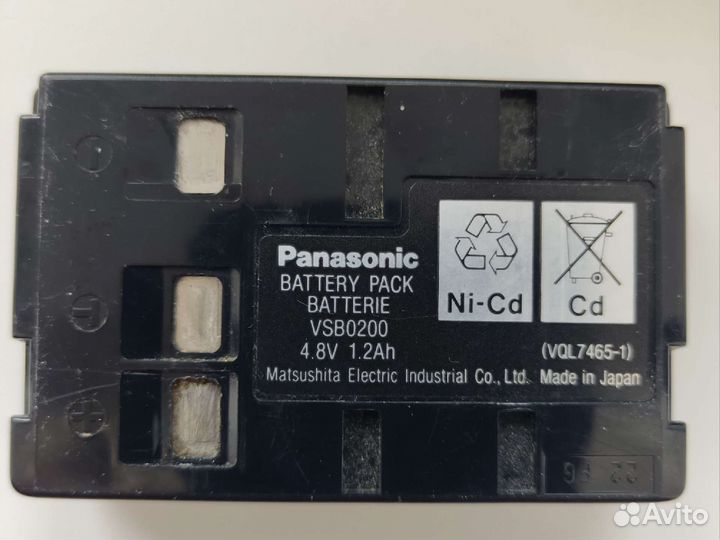 Panasonic
BATTERY PACK
BATTERIE
VSB0200
4.8V 1.2Ah
(VQL7465-1)
Matsushita Electric Industrial Co., Ltd. Made in Japan
Ni-Cd
Cd
T
Avito